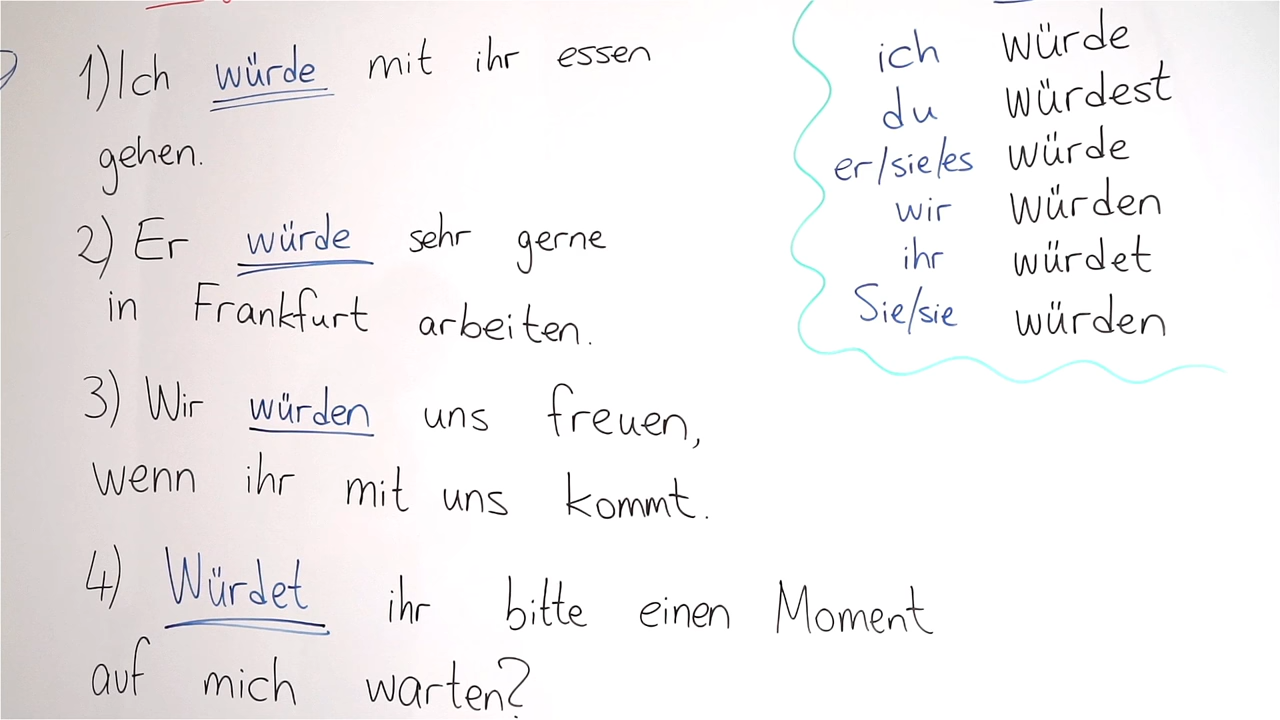 1) Ich würde mit ihr essen
gehen.
2) Er würde sehr gerne
in Frankfurt arbeiten.
3) Wir würden uns freuen,
wenn ihr mit uns kommt.
4) Würdet ihr bitte einen Moment
auf mich warten?
ich würde
du würdest
er/sie/es würde
wir würden
ihr würdet
Sie/sie würden